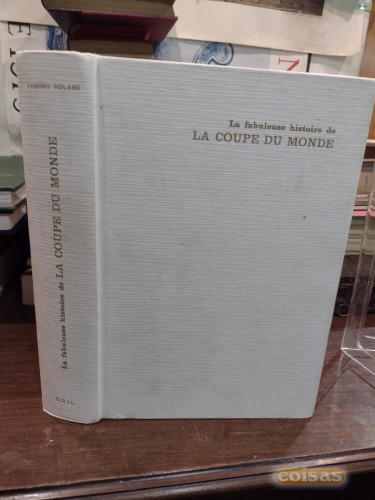 THIERRY ROLAND
La fabuleuse histoire de LA COUPE DU MONDE
O.D.I.L.
La fabuleuse histoire de
LA COUPE DU MONDE
coisas